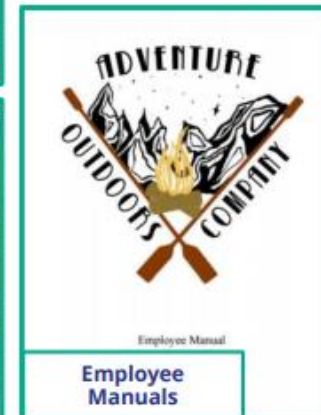 ADVENTURE
OUTDOORS
COMPANY
Employee Manual
Employee
Manuals